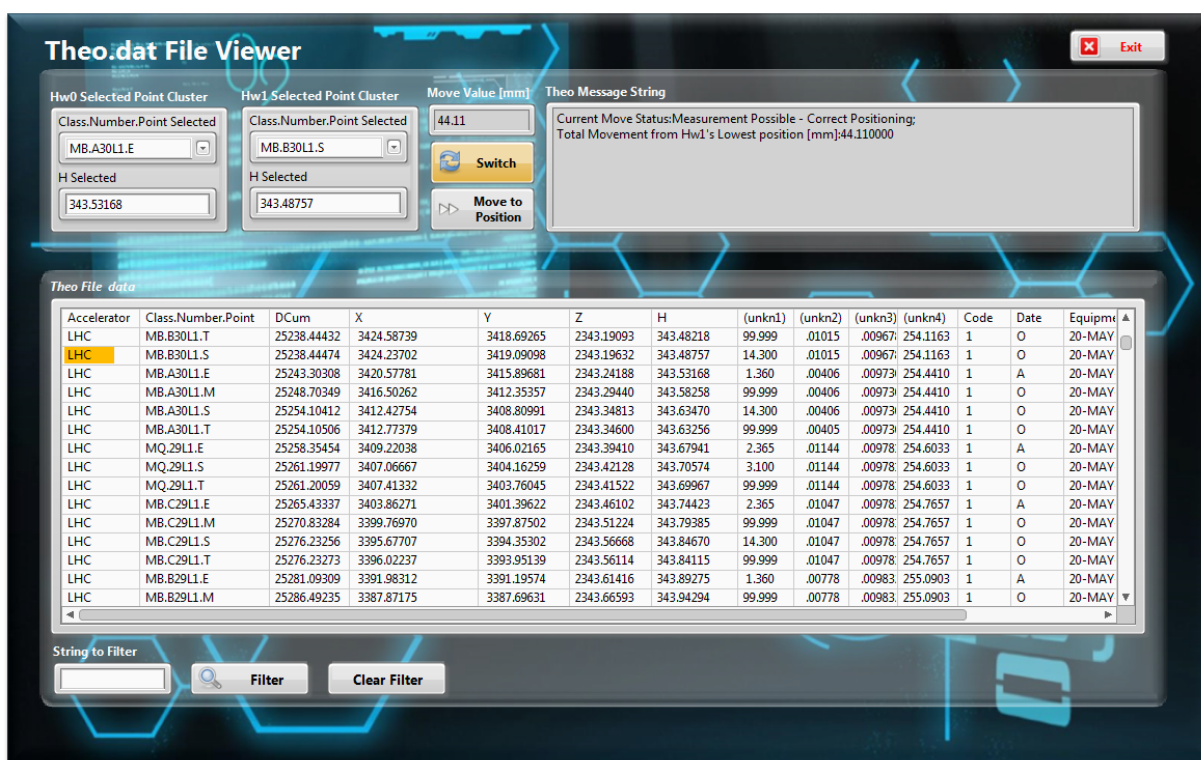 Theo.dat File Viewer
Exit
Hw0 Selected Point Cluster
Class.Number.Point Selected
MB.A30L1.E
H Selected
343.53168
Hw1 Selected Point Cluster
Class.Number.Point Selected
MB.B30L1.S
H Selected
343.48757
Move Value [mm]
44.11
Switch
Move to
Position
Theo Message String
Current Move Status:Measurement Possible - Correct Positioning;
Total Movement from Hw1's Lowest position [mm];44.110000
Theo File data
Accelerator Class.Number.Point DCum X Y Z H (unkn1) (unkn2) (unkn3) (unkn4) Code Date Equipme
LHC MB.B30L1.T 25238.44432 3424.58739 3418.69265 2343.19093 343.48218 99.999 .01015 .00967 254.1163 1 O 20-MAY
LHC MB.B30L1.S 25238.44474 3424.23702 3419.09098 2343.19632 343.48757 14.300 .01015 .00967 254.1163 1 O 20-MAY
LHC MB.A30L1.E 25243.30308 3420.57781 3415.89681 2343.24188 343.53168 1.360 .00406 .00973 254.4410 1 A 20-MAY
LHC MB.A30L1.M 25248.70349 3416.50262 3412.35357 2343.29440 343.58258 99.999 .00406 .00973 254.4410 1 O 20-MAY
LHC MB.A30L1.S 25254.10412 3412.42754 3408.80991 2343.34813 343.63470 14.300 .00406 .00973 254.4410 1 O 20-MAY
LHC MB.A30L1.T 25254.10506 3412.77379 3408.41017 2343.34600 343.63256 99.999 .00405 .00973 254.4410 1 O 20-MAY
LHC MQ.29L1.E 25258.35454 3409.22038 3406.02165 2343.39410 343.67941 2.365 .01144 .00978 254.6033 1 A 20-MAY
LHC MQ.29L1.S 25261.19977 3407.06667 3404.16259 2343.42128 343.70574 3.100 .01144 .00978 254.6033 1 O 20-MAY
LHC MQ.29L1.T 25261.20059 3407.41332 3403.76045 2343.41522 343.69967 99.999 .01144 .00978 254.6033 1 O 20-MAY
LHC MB.C29L1.E 25265.43337 3403.86271 3401.39622 2343.46102 343.74423 2.365 .01047 .00978 254.7657 1 A 20-MAY
LHC MB.C29L1.M 25270.83284 3399.76970 3397.87502 2343.51224 343.79385 99.999 .01047 .00978 254.7657 1 O 20-MAY
LHC MB.C29L1.S 25276.23256 3395.67707 3394.35302 2343.56668 343.84670 14.300 .01047 .00978 254.7657 1 O 20-MAY
LHC MB.C29L1.T 25276.23273 3396.02237 3393.95139 2343.56114 343.84115 99.999 .01047 .00978 254.7657 1 O 20-MAY
LHC MB.B29L1.E 25281.09309 3391.98312 3391.19574 2343.61416 343.89275 1.360 .00778 .00983 255.0903 1 A 20-MAY
LHC MB.B29L1.M 25286.49235 3387.87175 3387.69631 2343.66593 343.94294 99.999 .00778 .00983 255.0903 1 O 20-MAY
String to Filter
Filter
Clear Filter